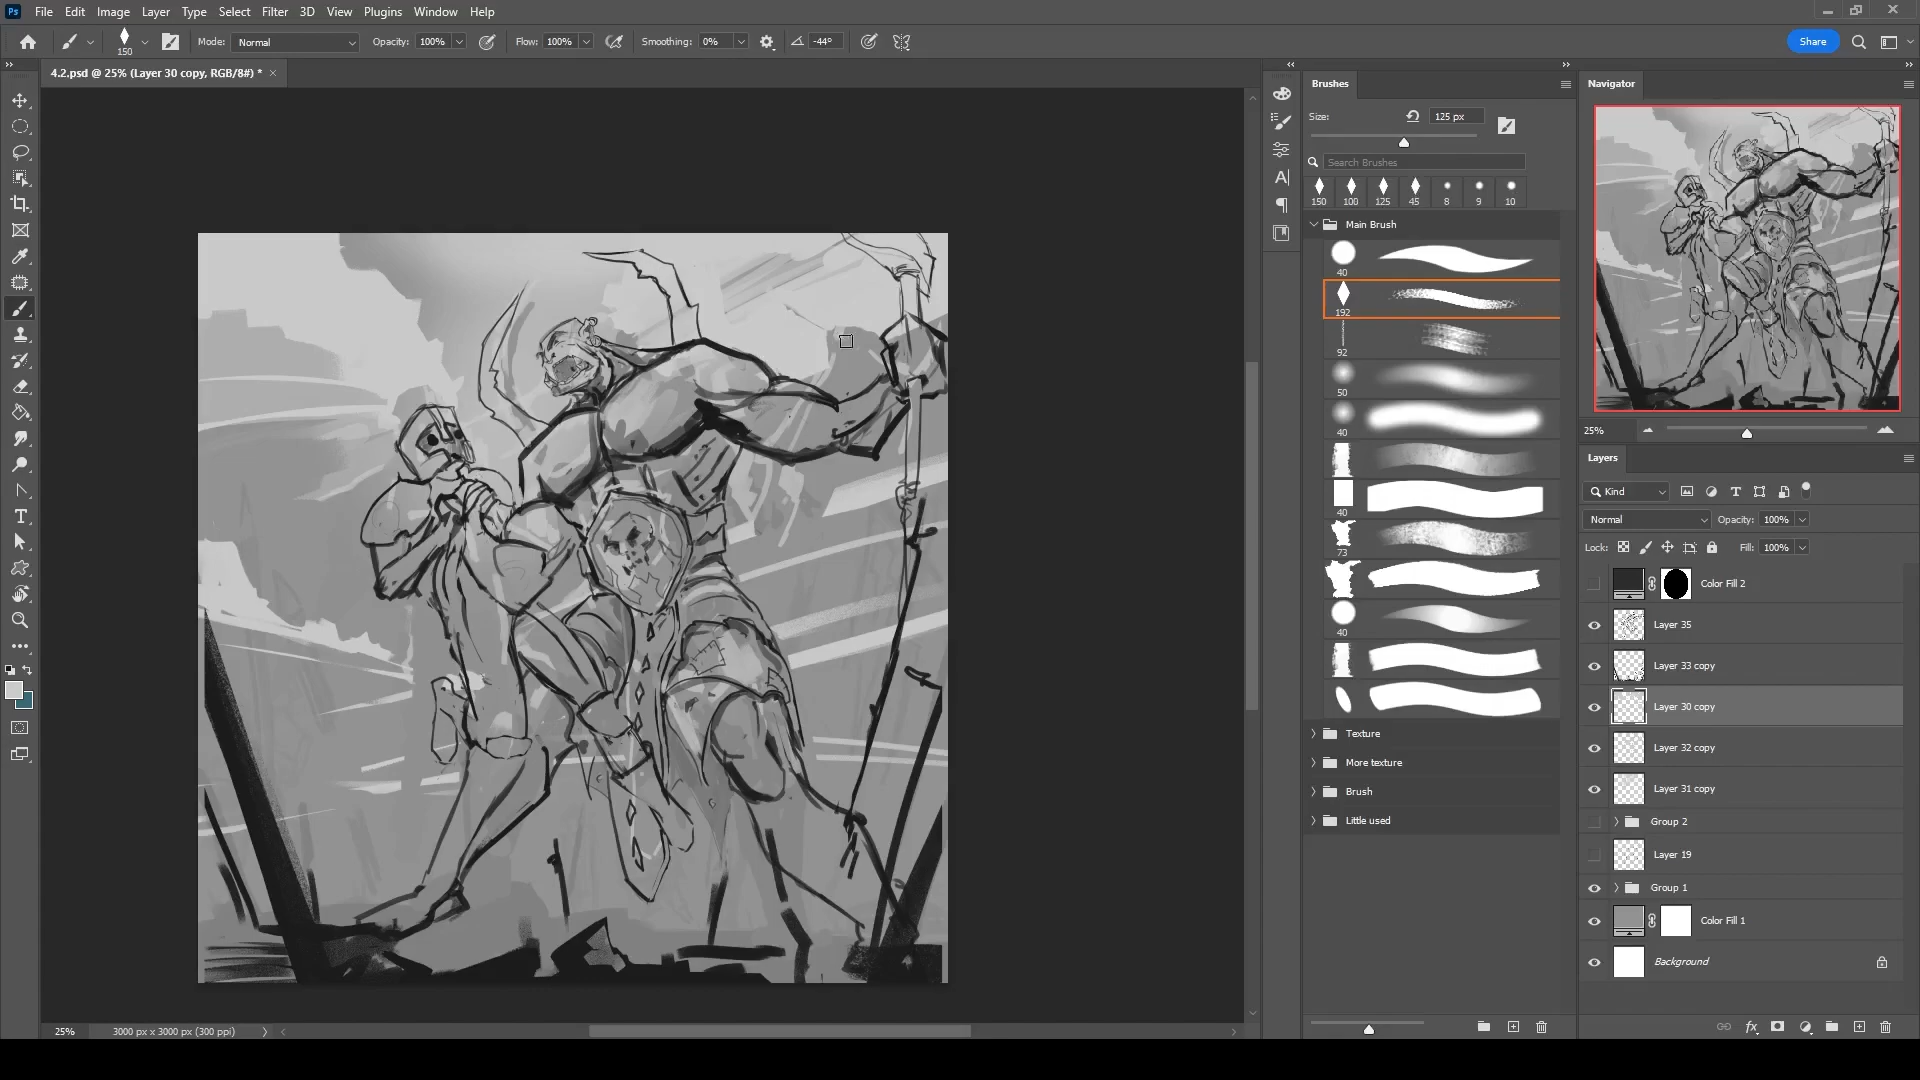 Ps File Edit Image Layer Type Select Filter 3D View Plugins Window Help
150 Mode: Normal Opacity: 100% Flow: 100% Smoothing: 0% -44° Share
4.2.psd @ 25% (Layer 30 copy, RGB/8#) *
Brushes
Size: 125 px
Search Brushes
150 100 125 45 8 9 10
Main Brush
40
192
92
50
40
40
73
40
Texture
More texture
Brush
Little used
Navigator
25%
Layers
Kind
Normal Opacity: 100%
Lock: Fill: 100%
Color Fill 2
Layer 35
Layer 33 copy
Layer 30 copy
Layer 32 copy
Layer 31 copy
Group 2
Layer 19
Group 1
Color Fill 1
Background
25% 3000 px x 3000 px (300 ppi)